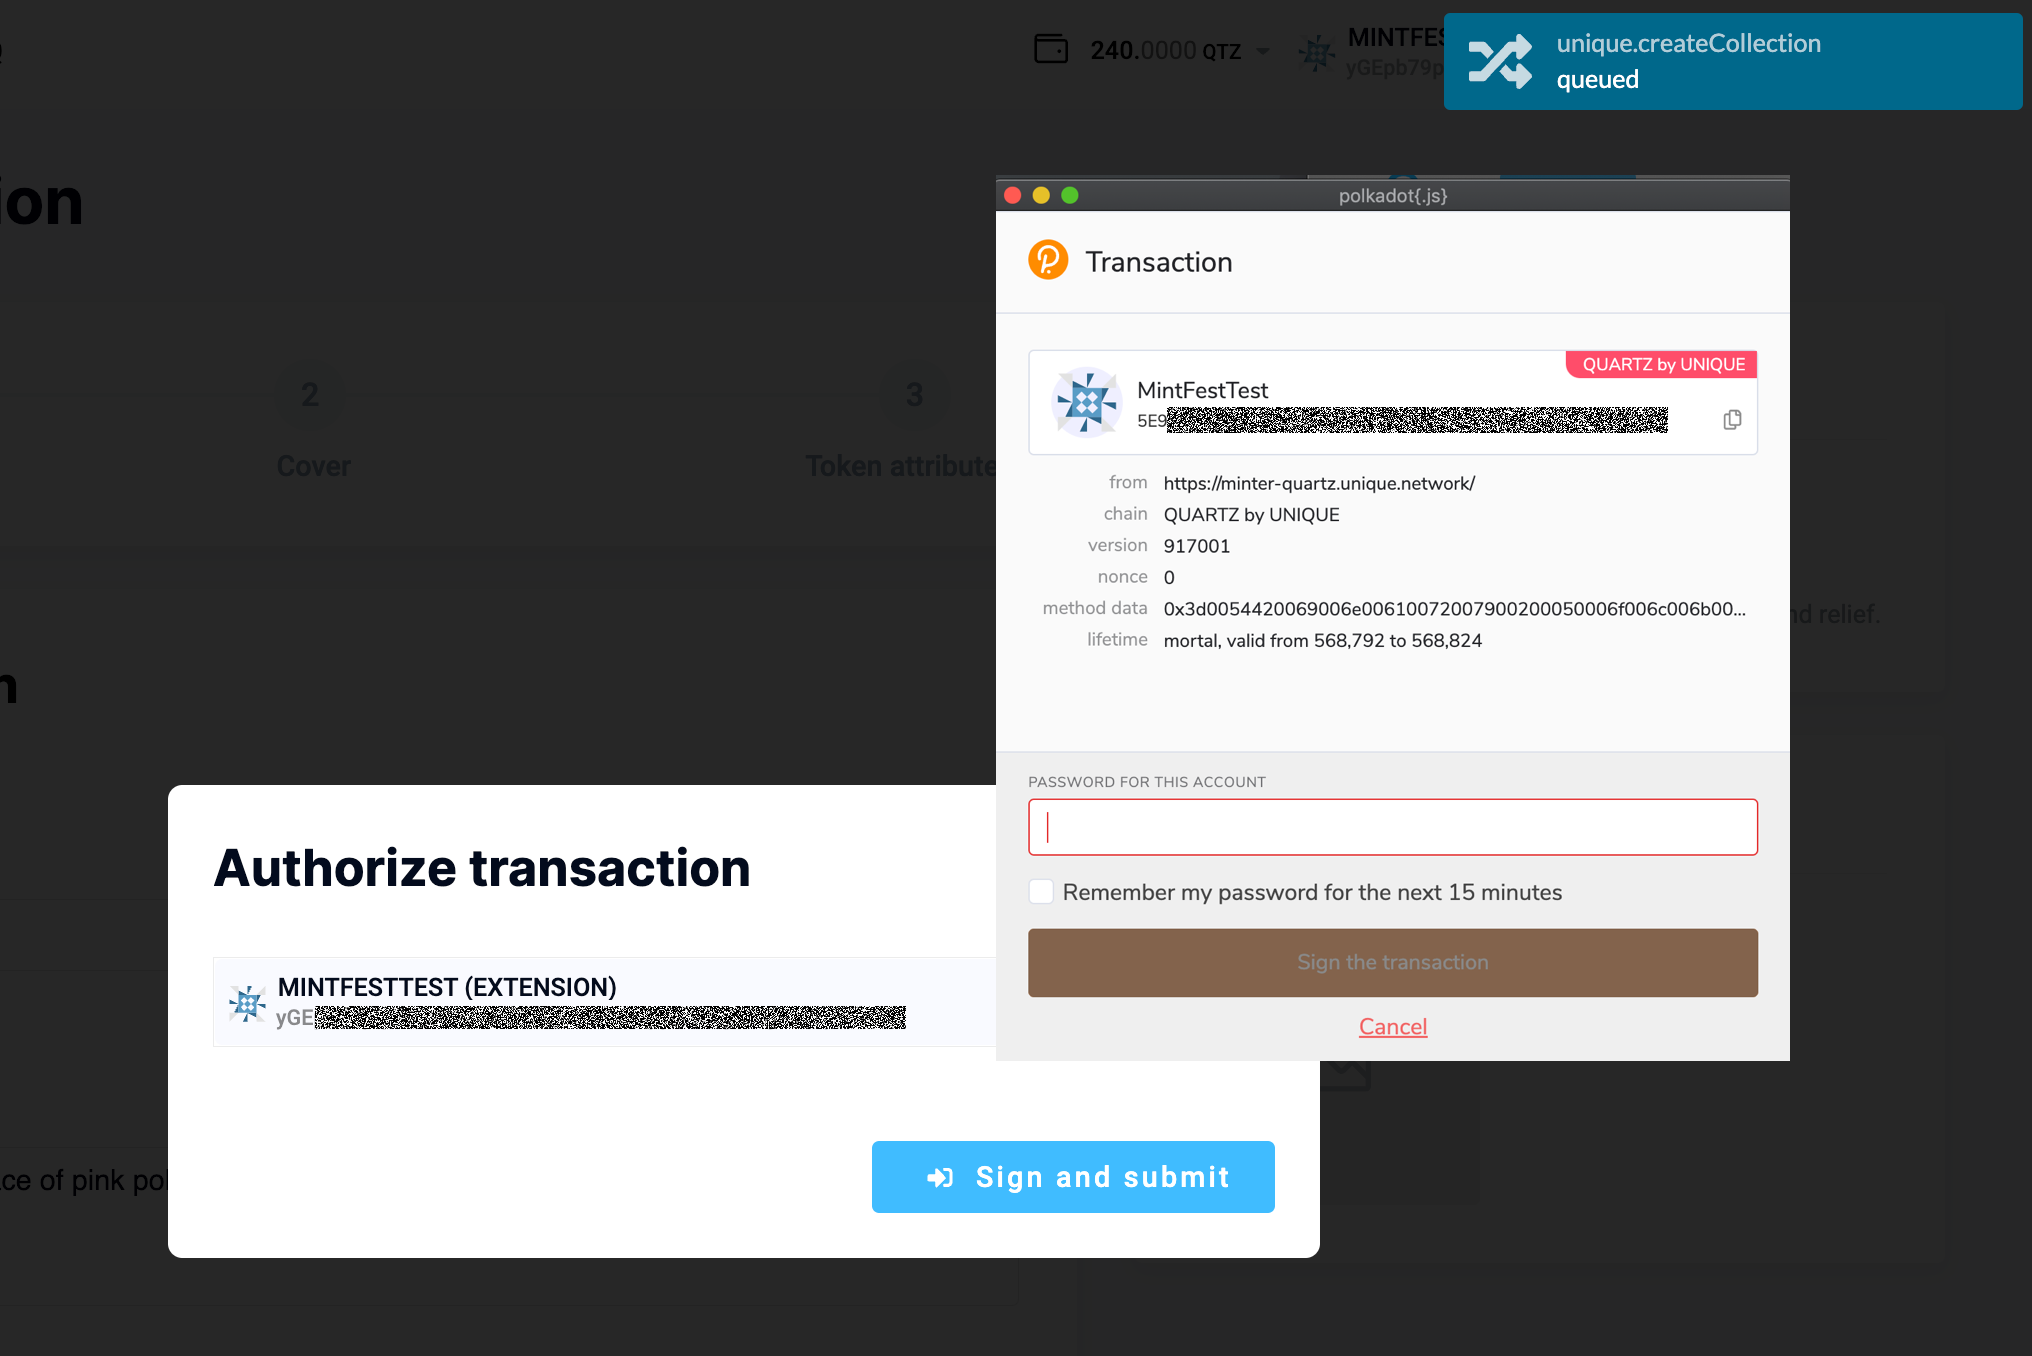 240.0000 QTZ
MINTFES
yGEpb79p
unique.createCollection
queued
ion
polkadot{.js}
Transaction
QUARTZ by UNIQUE
MintFestTest
5E9
2
Cover
3
Token attribute
from https://minter-quartz.unique.network/
chain QUARTZ by UNIQUE
version 917001
nonce 0
method data 0x3d0054420069006e00610072007900200050006f006c006b00...
lifetime mortal, valid from 568,792 to 568,824
nd relief.
n
PASSWORD FOR THIS ACCOUNT
Remember my password for the next 15 minutes
Sign the transaction
Cancel
Authorize transaction
MINTFESTTEST (EXTENSION)
yGE
ce of pink pol
Sign and submit